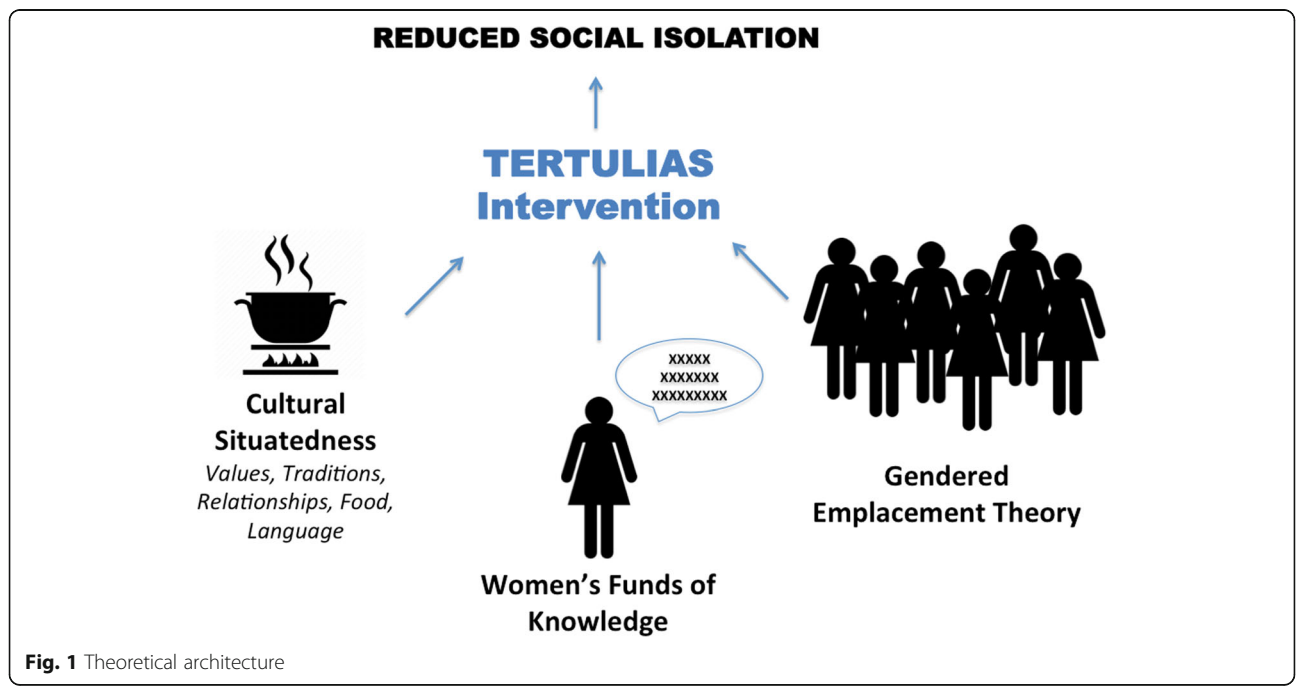 REDUCED SOCIAL ISOLATION
TERTULIAS
Intervention
Cultural
Situatedness
Values, Traditions,
Relationships, Food,
Language
XXXXX
XXXXXXX
XXXXXXXXX
Women's Funds of
Knowledge
Gendered
Emplacement Theory
Fig. 1 Theoretical architecture